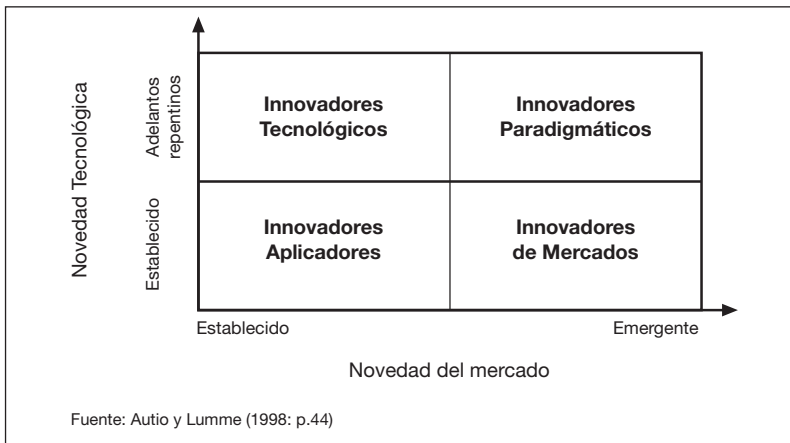 Novedad Tecnológica
Adelantos
repentinos
Establecido
Innovadores
Tecnológicos
Innovadores
Paradigmáticos
Innovadores
Aplicadores
Innovadores
de Mercados
Establecido
Emergente
Novedad del mercado
Fuente: Autio y Lumme (1998: p.44)